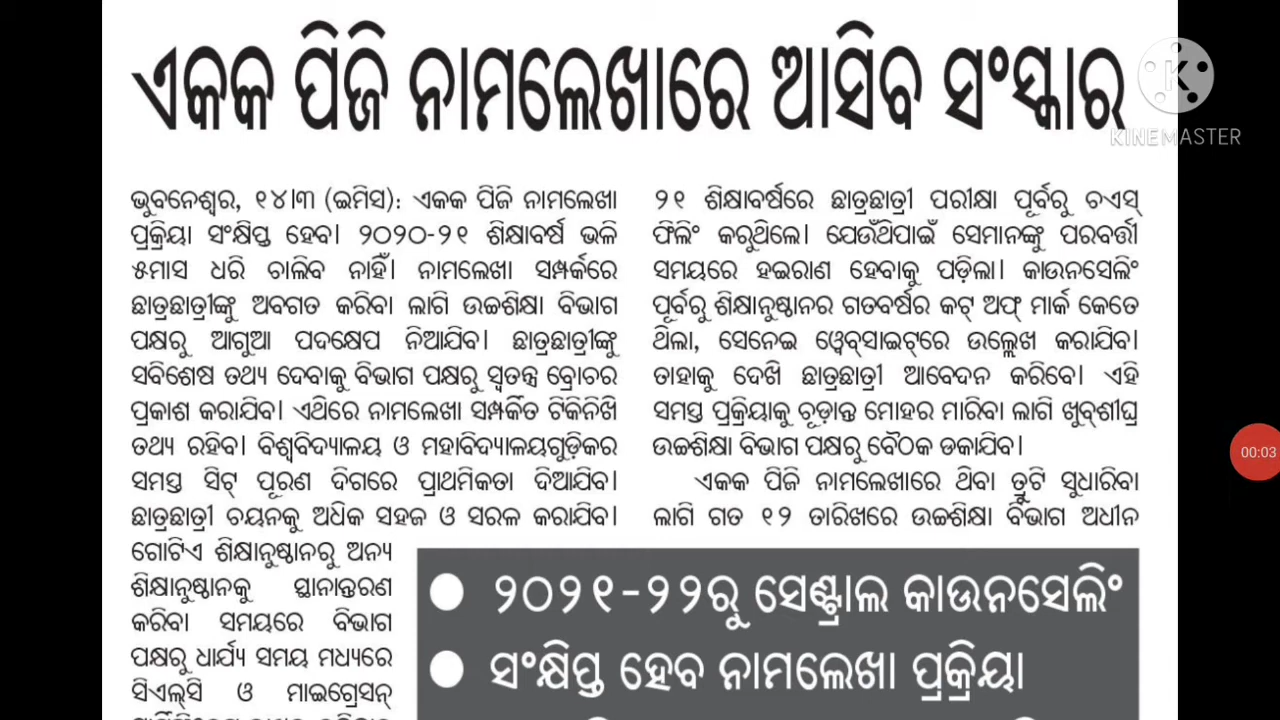 ଏକକ ପିଜି ନାମଲେଖାରେ ଆସିବ ସଂସ୍କାର
KINEMASTER
ଭୁବନେଶ୍ୱର, ୧୪।୩ (ଇମିସ): ଏକକ ପିଜି ନାମଲେଖା
ପ୍ରକ୍ରିୟା ସଂକ୍ଷିପ୍ତ ହେବ। ୨୦୨୦-୨୧ ଶିକ୍ଷାବର୍ଷ ଭଳି
୫ମାସ ଧରି ଚାଲିବ ନାହିଁ। ନାମଲେଖା ସମ୍ପର୍କରେ
ଛାତ୍ରଛାତ୍ରୀଙ୍କୁ ଅବଗତ କରିବା ଲାଗି ଉଚ୍ଚଶିକ୍ଷା ବିଭାଗ
ପକ୍ଷରୁ ଆଗୁଆ ପଦକ୍ଷେପ ନିଆଯିବ। ଛାତ୍ରଛାତ୍ରୀଙ୍କୁ
ସବିଶେଷ ତଥ୍ୟ ଦେବାକୁ ବିଭାଗ ପକ୍ଷରୁ ସ୍ୱତନ୍ତ୍ର ବ୍ରୋଚର
ପ୍ରକାଶ କରାଯିବ। ଏଥିରେ ନାମଲେଖା ସମ୍ପର୍କିତ ଟିକିନିଖି
ତଥ୍ୟ ରହିବ। ବିଶ୍ୱବିଦ୍ୟାଳୟ ଓ ମହାବିଦ୍ୟାଳୟଗୁଡ଼ିକର
ସମସ୍ତ ସିଟ୍ ପୂରଣ ଦିଗରେ ପ୍ରାଥମିକତା ଦିଆଯିବ।
ଛାତ୍ରଛାତ୍ରୀ ଚୟନକୁ ଅଧିକ ସହଜ ଓ ସରଳ କରାଯିବ।
ଗୋଟିଏ ଶିକ୍ଷାନୁଷ୍ଠାନରୁ ଅନ୍ୟ
ଶିକ୍ଷାନୁଷ୍ଠାନକୁ ସ୍ଥାନାନ୍ତରଣ
କରିବା ସମୟରେ ବିଭାଗ
ପକ୍ଷରୁ ଧାର୍ଯ୍ୟ ସମୟ ମଧ୍ୟରେ
ସିଏଲ୍‌ସି ଓ ମାଇଗ୍ରେସନ୍
୨୧ ଶିକ୍ଷାବର୍ଷରେ ଛାତ୍ରଛାତ୍ରୀ ପରୀକ୍ଷା ପୂର୍ବରୁ ଚଏସ୍
ଫିଲିଂ କରୁଥିଲେ। ଯେଉଁଥିପାଇଁ ସେମାନଙ୍କୁ ପରବର୍ତ୍ତୀ
ସମୟରେ ହଇରାଣ ହେବାକୁ ପଡ଼ିଲା। କାଉନସେଲିଂ
ପୂର୍ବରୁ ଶିକ୍ଷାନୁଷ୍ଠାନର ଗତବର୍ଷର କଟ୍ ଅଫ୍ ମାର୍କ କେତେ
ଥିଲା, ସେନେଇ ୱେବ୍‌ସାଇଟ୍‌ରେ ଉଲ୍ଲେଖ କରାଯିବ।
ତାହାକୁ ଦେଖି ଛାତ୍ରଛାତ୍ରୀ ଆବେଦନ କରିବେ। ଏହି
ସମସ୍ତ ପ୍ରକ୍ରିୟାକୁ ଚୂଡ଼ାନ୍ତ ମୋହର ମାରିବା ଲାଗି ଖୁବ୍‌ଶୀଘ୍ର
ଉଚ୍ଚଶିକ୍ଷା ବିଭାଗ ପକ୍ଷରୁ ବୈଠକ ଡକାଯିବ।
ଏକକ ପିଜି ନାମଲେଖାରେ ଥିବା ତ୍ରୁଟି ସୁଧାରିବା
ଲାଗି ଗତ ୧୨ ତାରିଖରେ ଉଚ୍ଚଶିକ୍ଷା ବିଭାଗ ଅଧୀନ
● ୨୦୨୧-୨୨ରୁ ସେଣ୍ଟ୍ରାଲ କାଉନସେଲିଂ
● ସଂକ୍ଷିପ୍ତ ହେବ ନାମଲେଖା ପ୍ରକ୍ରିୟା
00:03